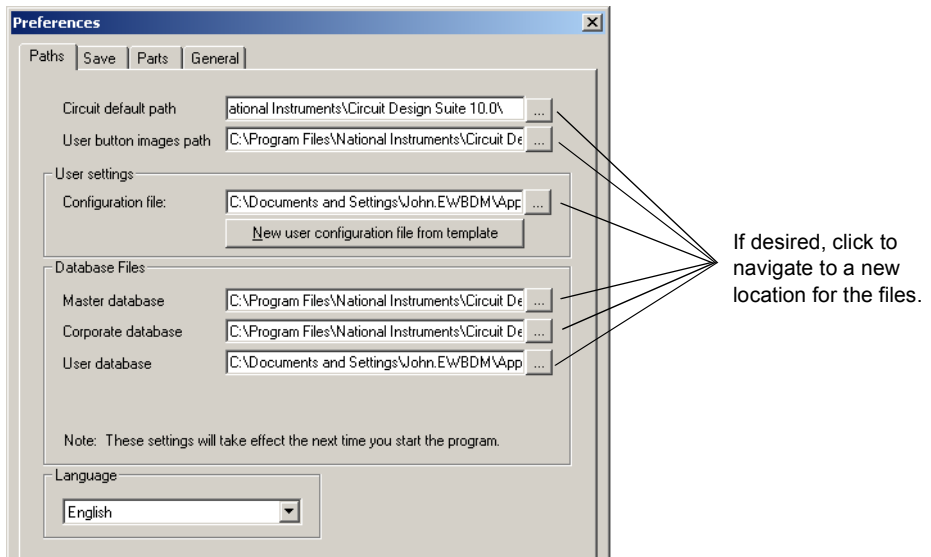 Preferences
Paths Save Parts General
Circuit default path ational Instruments\Circuit Design Suite 10.0\ ...
User button images path C:\Program Files\National Instruments\Circuit De ...
User settings
Configuration file: C:\Documents and Settings\John.EWBDM\App ...
New user configuration file from template
Database Files
Master database C:\Program Files\National Instruments\Circuit De ...
Corporate database C:\Program Files\National Instruments\Circuit De ...
User database C:\Documents and Settings\John.EWBDM\App ...
Note: These settings will take effect the next time you start the program.
Language
English
If desired, click to
navigate to a new
location for the files.